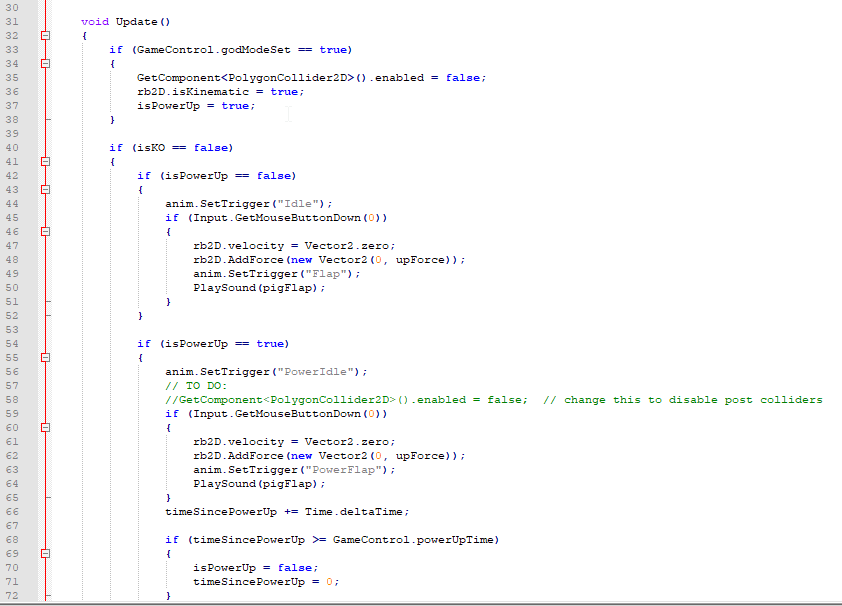 30
31 void Update()
32 {
33 if (GameControl.godModeSet == true)
34 {
35 GetComponent<PolygonCollider2D>().enabled = false;
36 rb2D.isKinematic = true;
37 isPowerUp = true;
38 }
39
40 if (isKO == false)
41 {
42 if (isPowerUp == false)
43 {
44 anim.SetTrigger("Idle");
45 if (Input.GetMouseButtonDown(0))
46 {
47 rb2D.velocity = Vector2.zero;
48 rb2D.AddForce(new Vector2(0, upForce));
49 anim.SetTrigger("Flap");
50 PlaySound(pigFlap);
51 }
52 }
53
54 if (isPowerUp == true)
55 {
56 anim.SetTrigger("PowerIdle");
57 // TO DO:
58 //GetComponent<PolygonCollider2D>().enabled = false; // change this to disable post colliders
59 if (Input.GetMouseButtonDown(0))
60 {
61 rb2D.velocity = Vector2.zero;
62 rb2D.AddForce(new Vector2(0, upForce));
63 anim.SetTrigger("PowerFlap");
64 PlaySound(pigFlap);
65 }
66 timeSincePowerUp += Time.deltaTime;
67
68 if (timeSincePowerUp >= GameControl.powerUpTime)
69 {
70 isPowerUp = false;
71 timeSincePowerUp = 0;
72 }